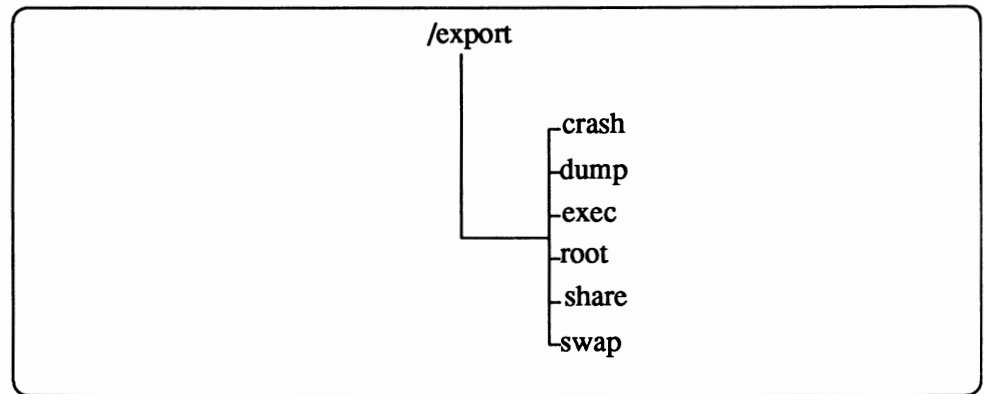 /export
crash
dump
exec
root
share
swap